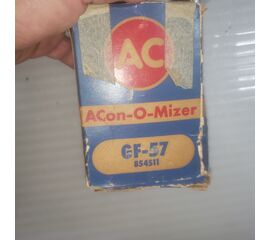 AC
ACon-O-Mizer
GF-57
854511